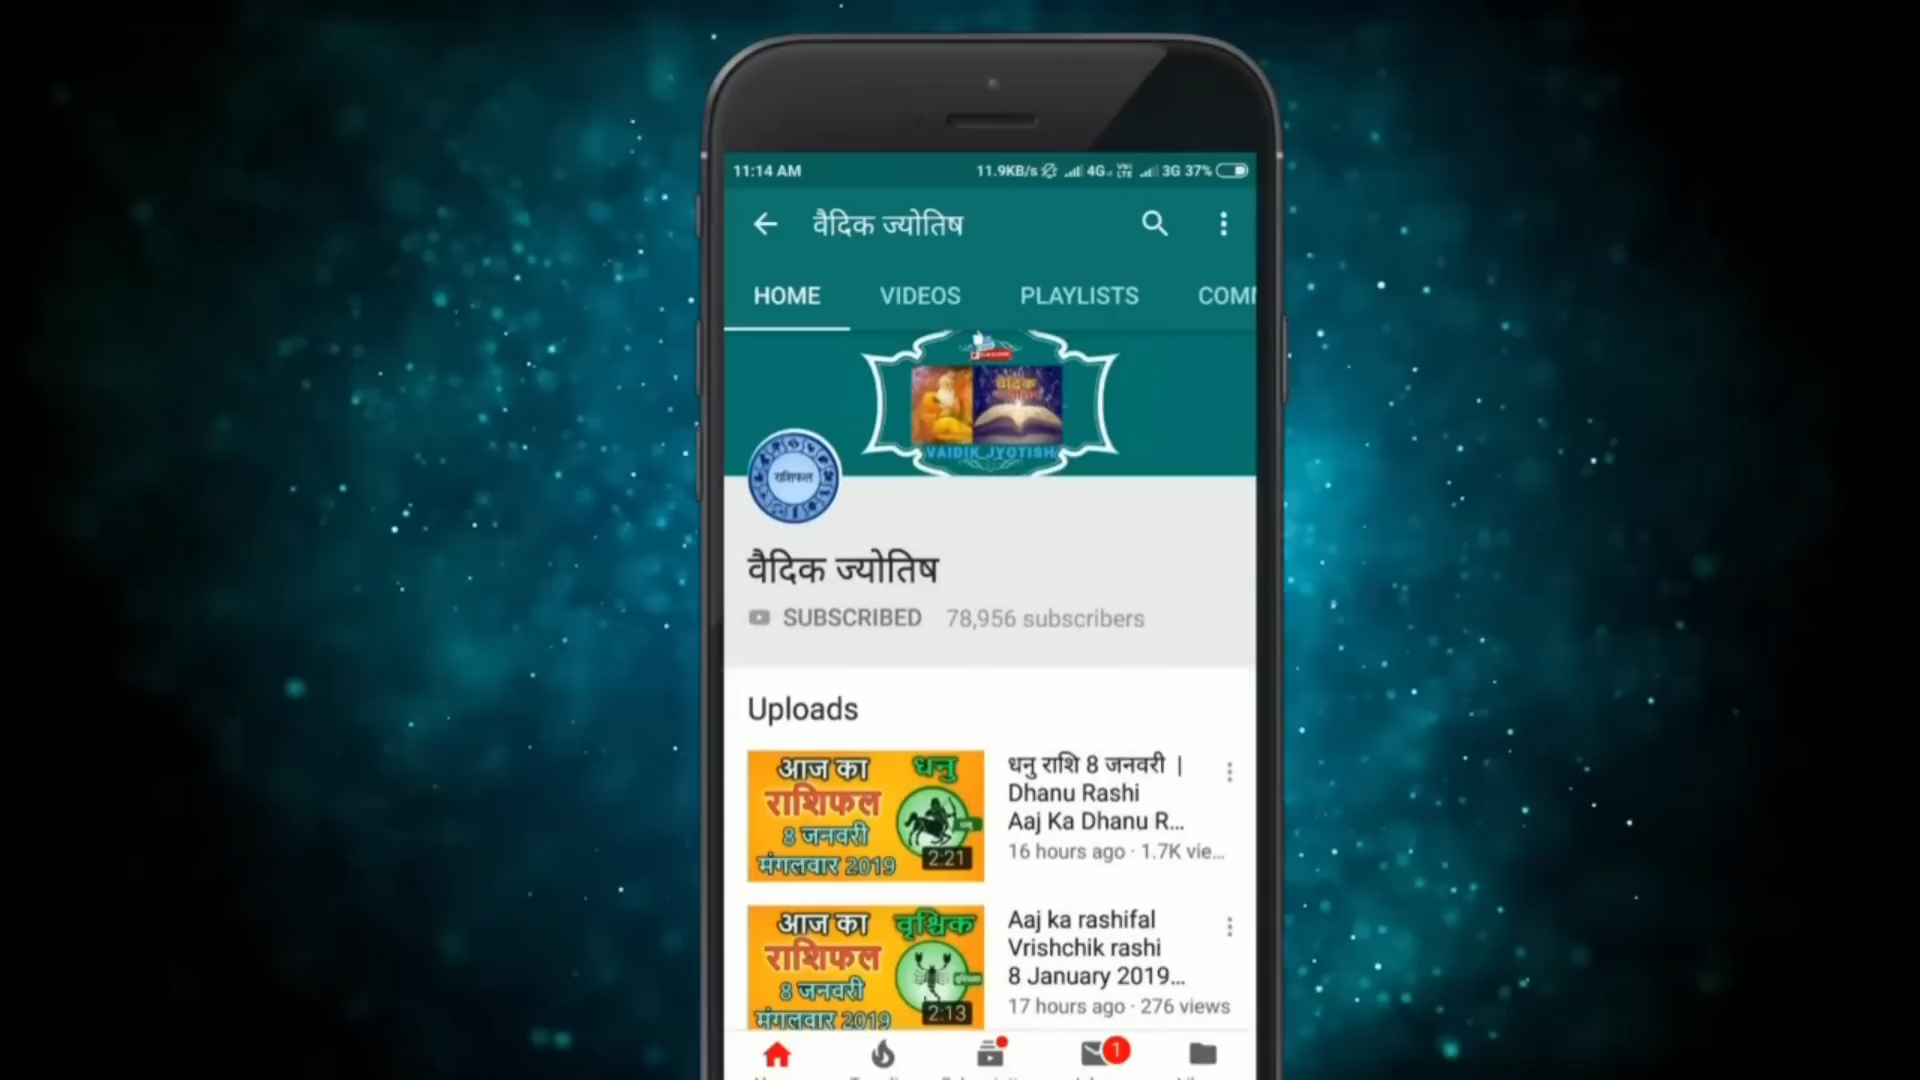 11:14 AM 11.9KB/s 4G VoLTE 3G 37%
वैदिक ज्योतिष
HOME VIDEOS PLAYLISTS COMM
वैदिक
VAIDIK JYOTISH
राशिफल
वैदिक ज्योतिष
SUBSCRIBED 78,956 subscribers
Uploads
आज का धनु
राशिफल
8 जनवरी
मंगलवार 2019
2:21
धनु राशि 8 जनवरी |
Dhanu Rashi
Aaj Ka Dhanu R...
16 hours ago · 1.7K vie...
आज का वृश्चिक
राशिफल
8 जनवरी
मंगलवार 2019
2:13
Aaj ka rashifal
Vrishchik rashi
8 January 2019...
17 hours ago · 276 views
1